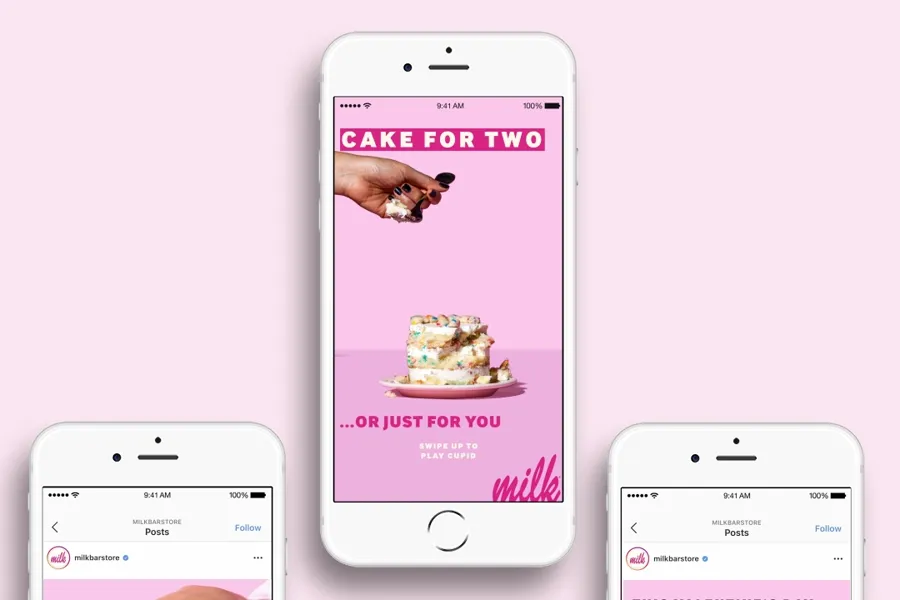 9:41 AM
100%
CAKE FOR TWO
...OR JUST FOR YOU
SWIPE UP TO
PLAY CUPID
milk
9:41 AM
100%
MILKBARSTORE
Posts
Follow
milk
milkbarstore
9:41 AM
100%
MILKBARSTORE
Posts
Follow
milk
milkbarstore